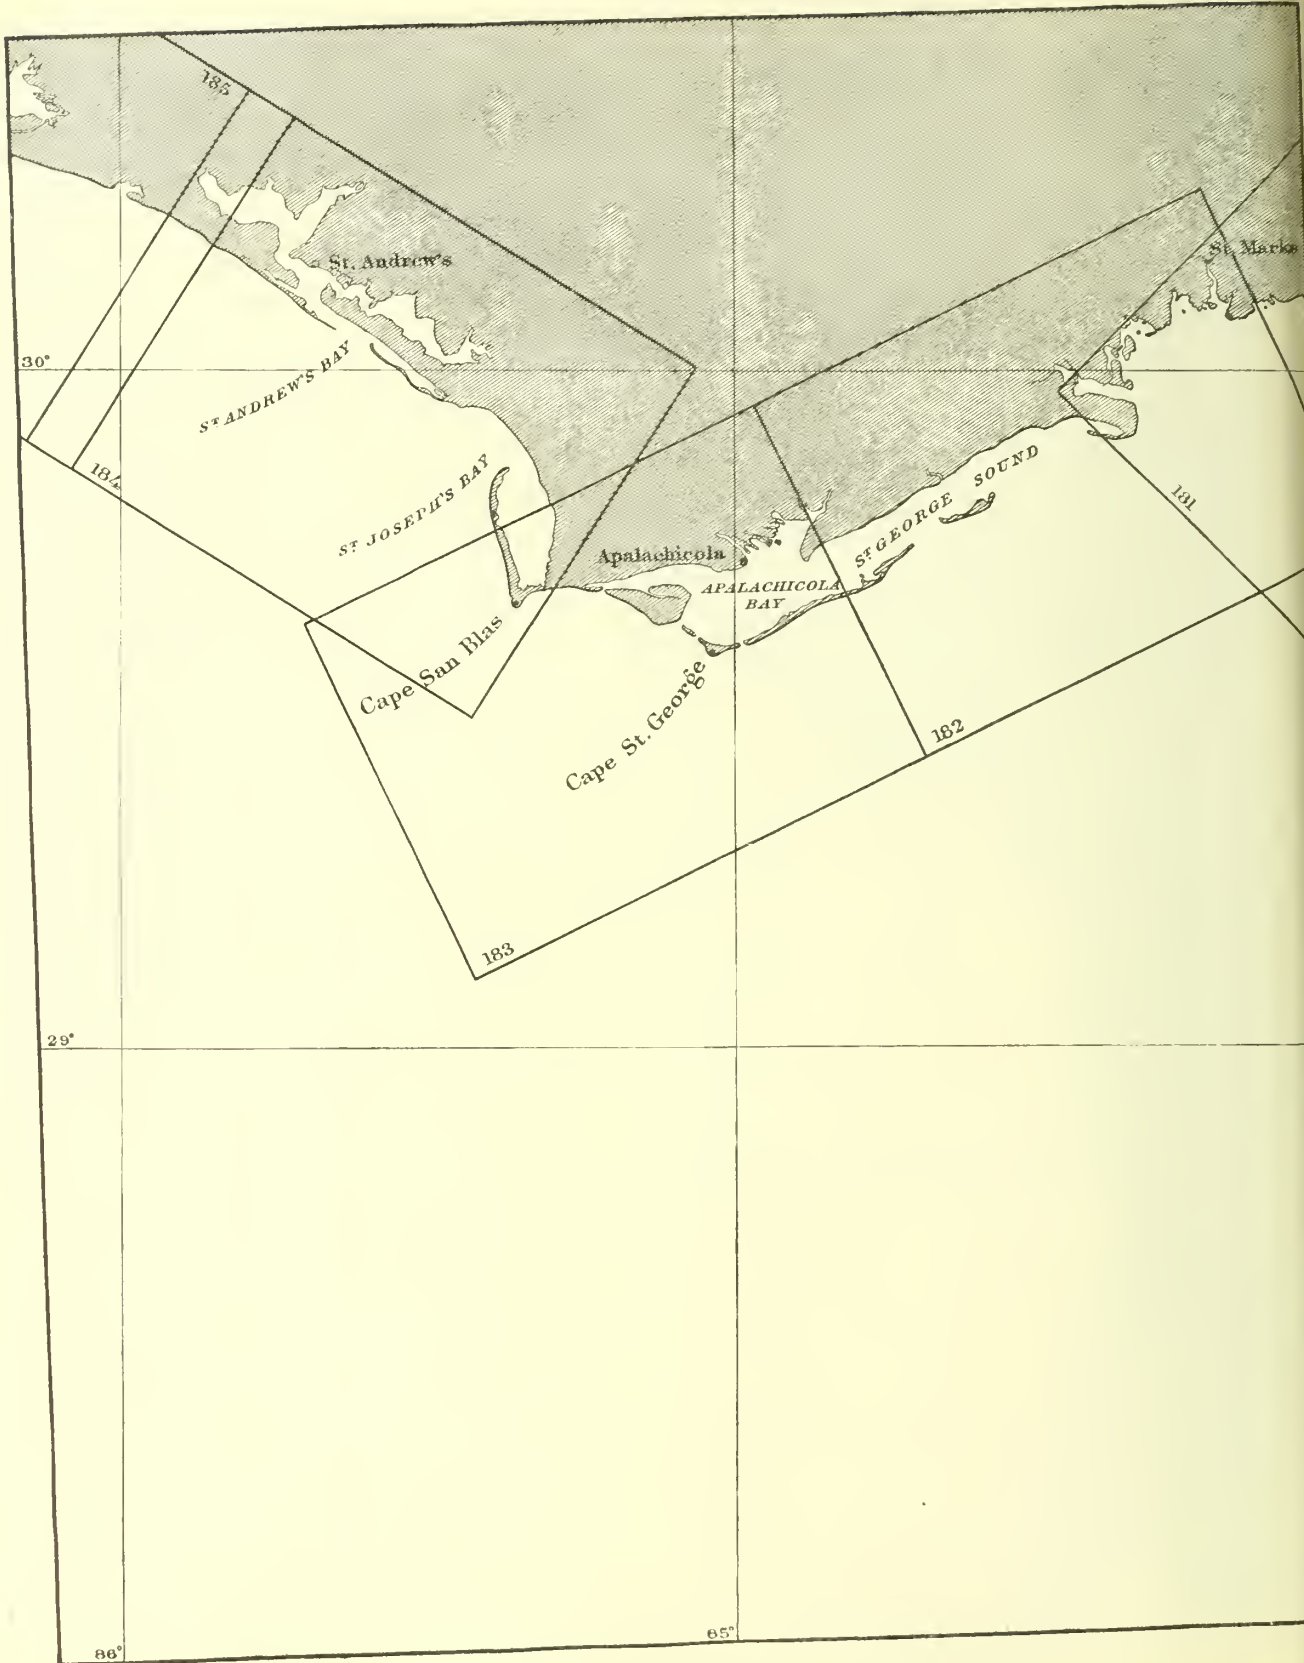 185
St. Andrew's
St. Marks
30°
ST ANDREW'S BAY
184
ST JOSEPH'S BAY
ST GEORGE SOUND
181
Apalachicola
APALACHICOLA
BAY
Cape San Blas
Cape St. George
182
183
29°
86°
85°